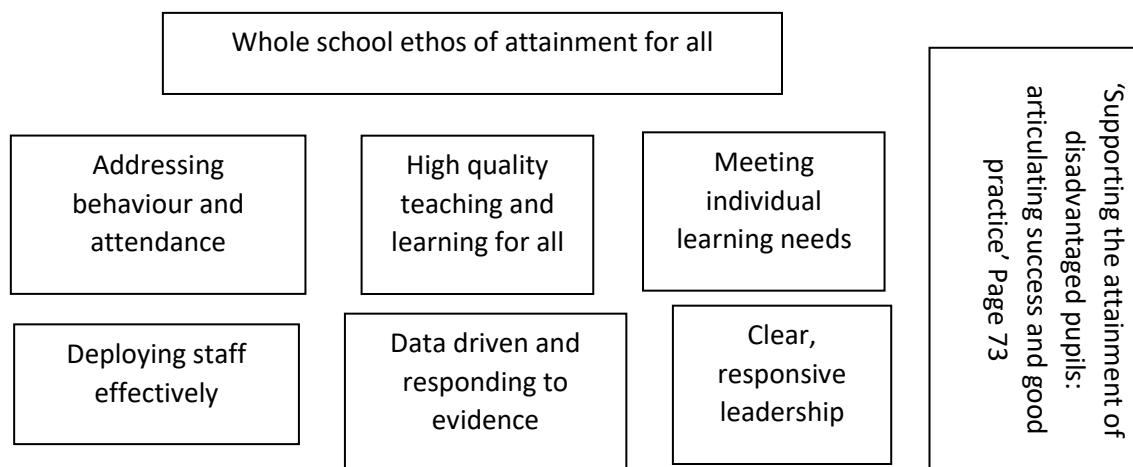 Whole school ethos of attainment for all
Addressing
behaviour and
attendance
High quality
teaching and
learning for all
Meeting
individual
learning needs
Deploying staff
effectively
Data driven and
responding to
evidence
Clear,
responsive
leadership
‘Supporting the attainment of
disadvantaged pupils:
articulating success and good
practice’ Page 73